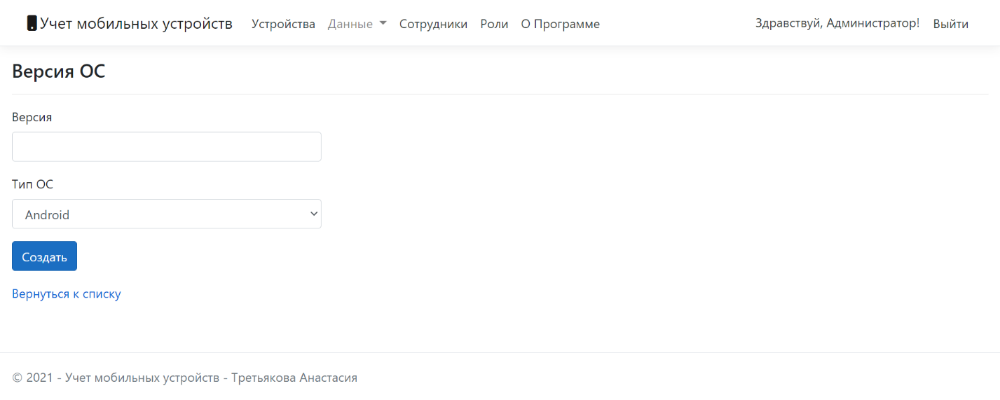 Учет мобильных устройств Устройства Данные Сотрудники Роли О Программе Здравствуй, Администратор! Выйти
Версия ОС
Версия
Тип ОС
Android
Создать
Вернуться к списку
© 2021 - Учет мобильных устройств - Третьякова Анастасия